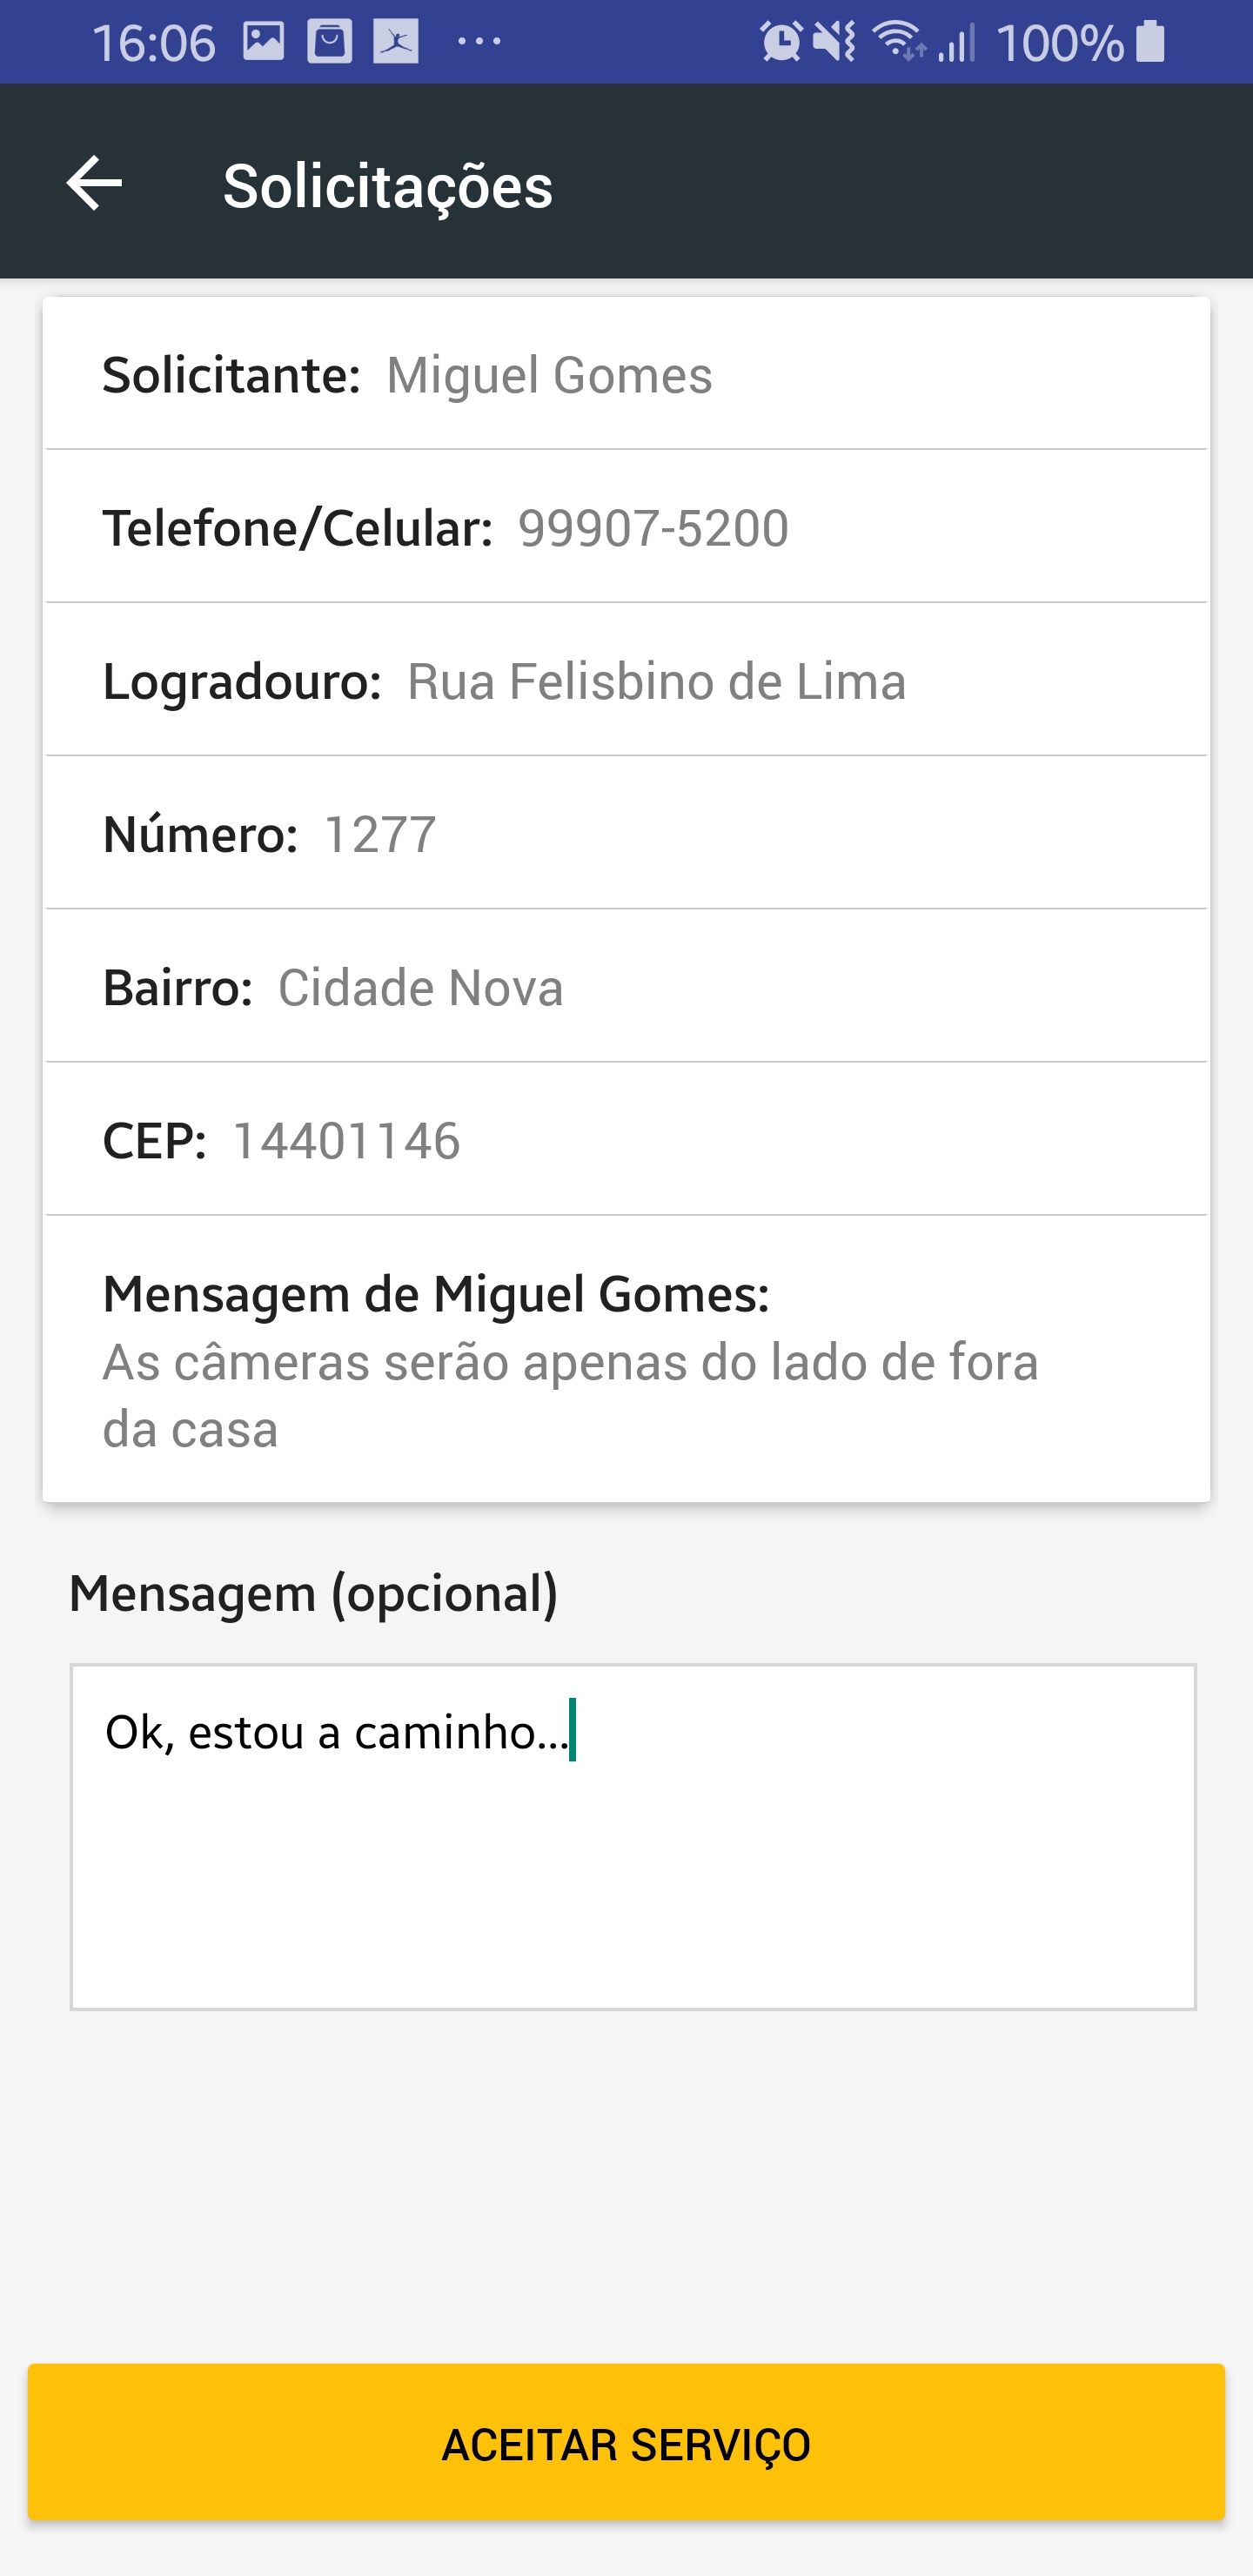 16:06 ... 100%
Solicitações
Solicitante: Miguel Gomes
Telefone/Celular: 99907-5200
Logradouro: Rua Felisbino de Lima
Número: 1277
Bairro: Cidade Nova
CEP: 14401146
Mensagem de Miguel Gomes:
As câmeras serão apenas do lado de fora
da casa
Mensagem (opcional)
Ok, estou a caminho...
ACEITAR SERVIÇO